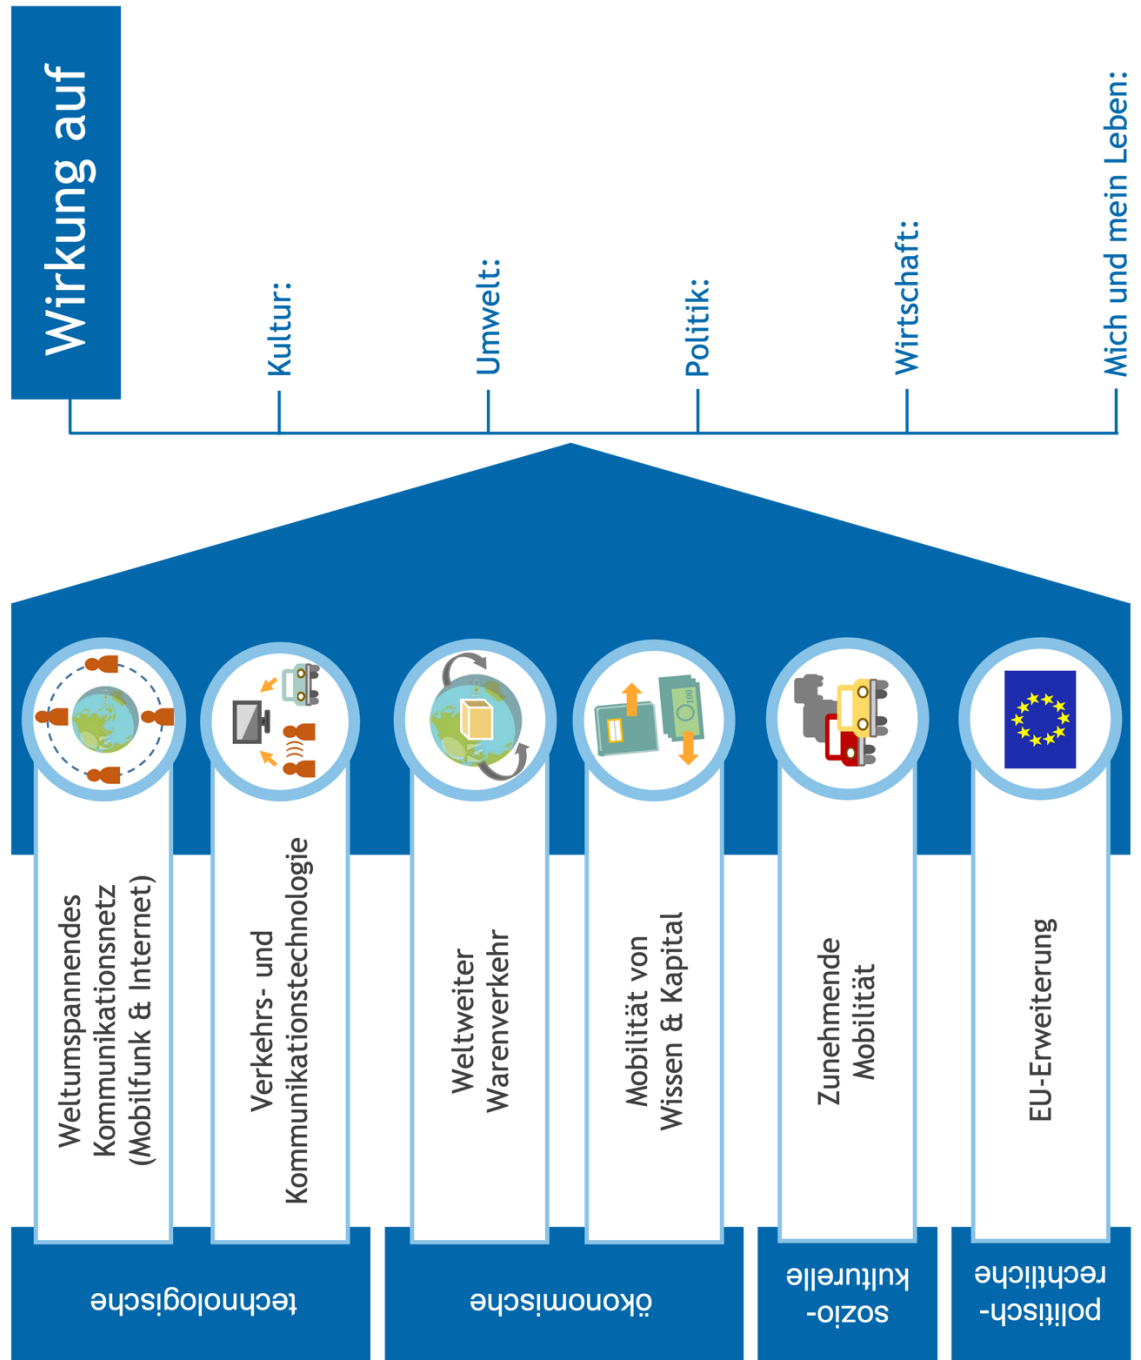 technologische
Weltumspannendes
Kommunikationsnetz
(Mobilfunk & Internet)
Verkehrs- und
Kommunikationstechnologie
ökonomische
Weltweiter
Warenverkehr
Mobilität von
Wissen & Kapital
100
sozio-
kulturelle
Zunehmende
Mobilität
politisch-
rechtliche
EU-Erweiterung
Wirkung auf
Kultur:
Umwelt:
Politik:
Wirtschaft:
Mich und mein Leben: